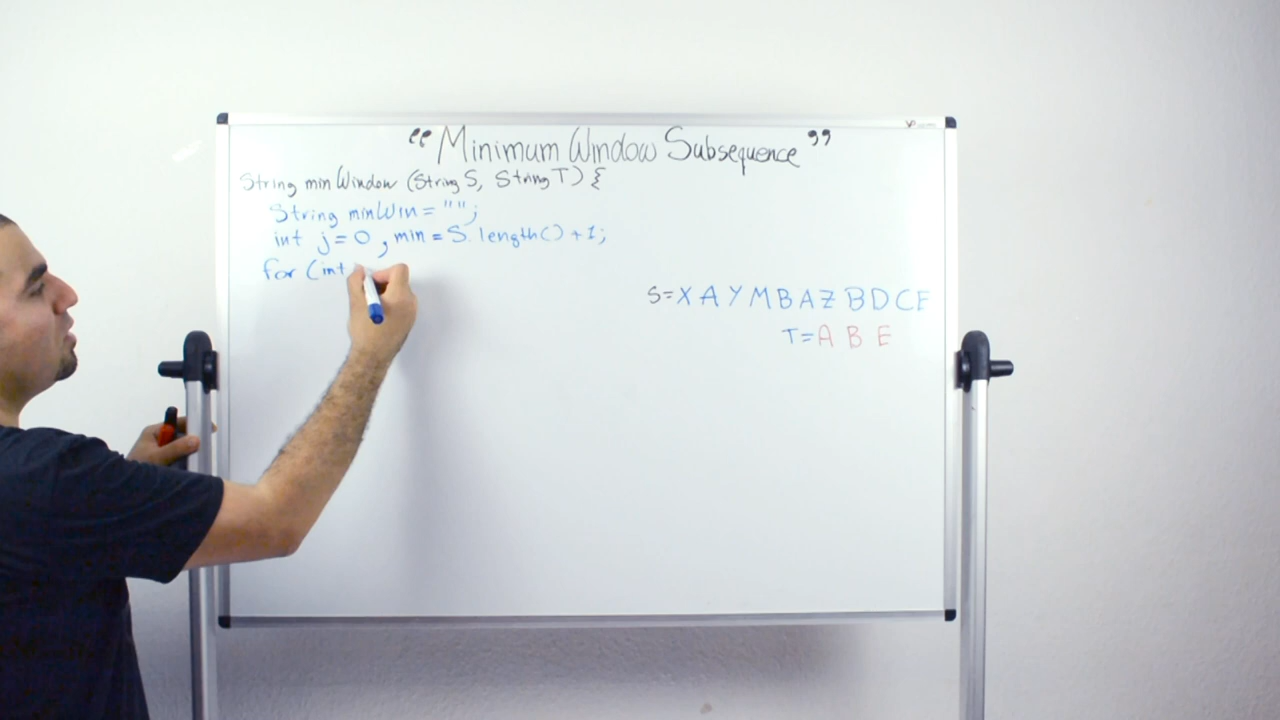 “Minimum Window Subsequence”
String minWindow (String S, String T) {
String minWin = "";
int j = 0, min = S.length() + 1;
for (int
S= X A Y M B A Z B D C E
T= A B E